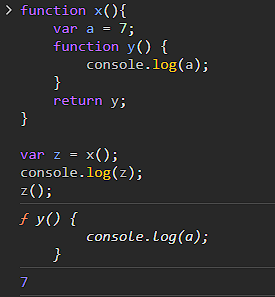 > function x(){
    var a = 7;
    function y() {
        console.log(a);
    }
    return y;
}

var z = x();
console.log(z);
z();
ƒ y() {
        console.log(a);
    }
7